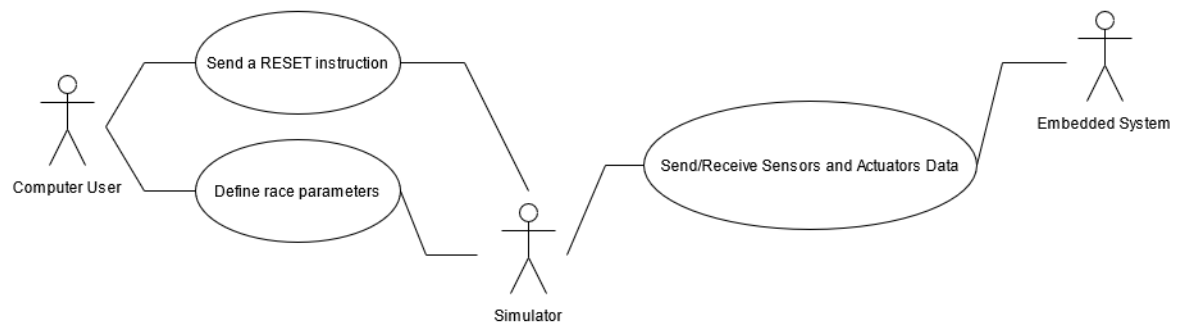 Send a RESET instruction
Computer User
Define race parameters
Simulator
Send/Receive Sensors and Actuators Data
Embedded System